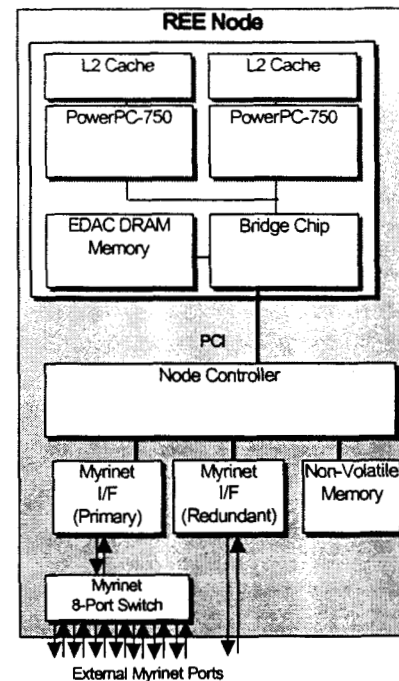 REE Node
L2 Cache
L2 Cache
PowerPC-750
PowerPC-750
EDAC DRAM
Memory
Bridge Chip
PCI
Node Controller
Myrinet
I/F
(Primary)
Myrinet
I/F
(Redundant)
Non-Volatile
Memory
Myrinet
8-Port Switch
External Myrinet Ports